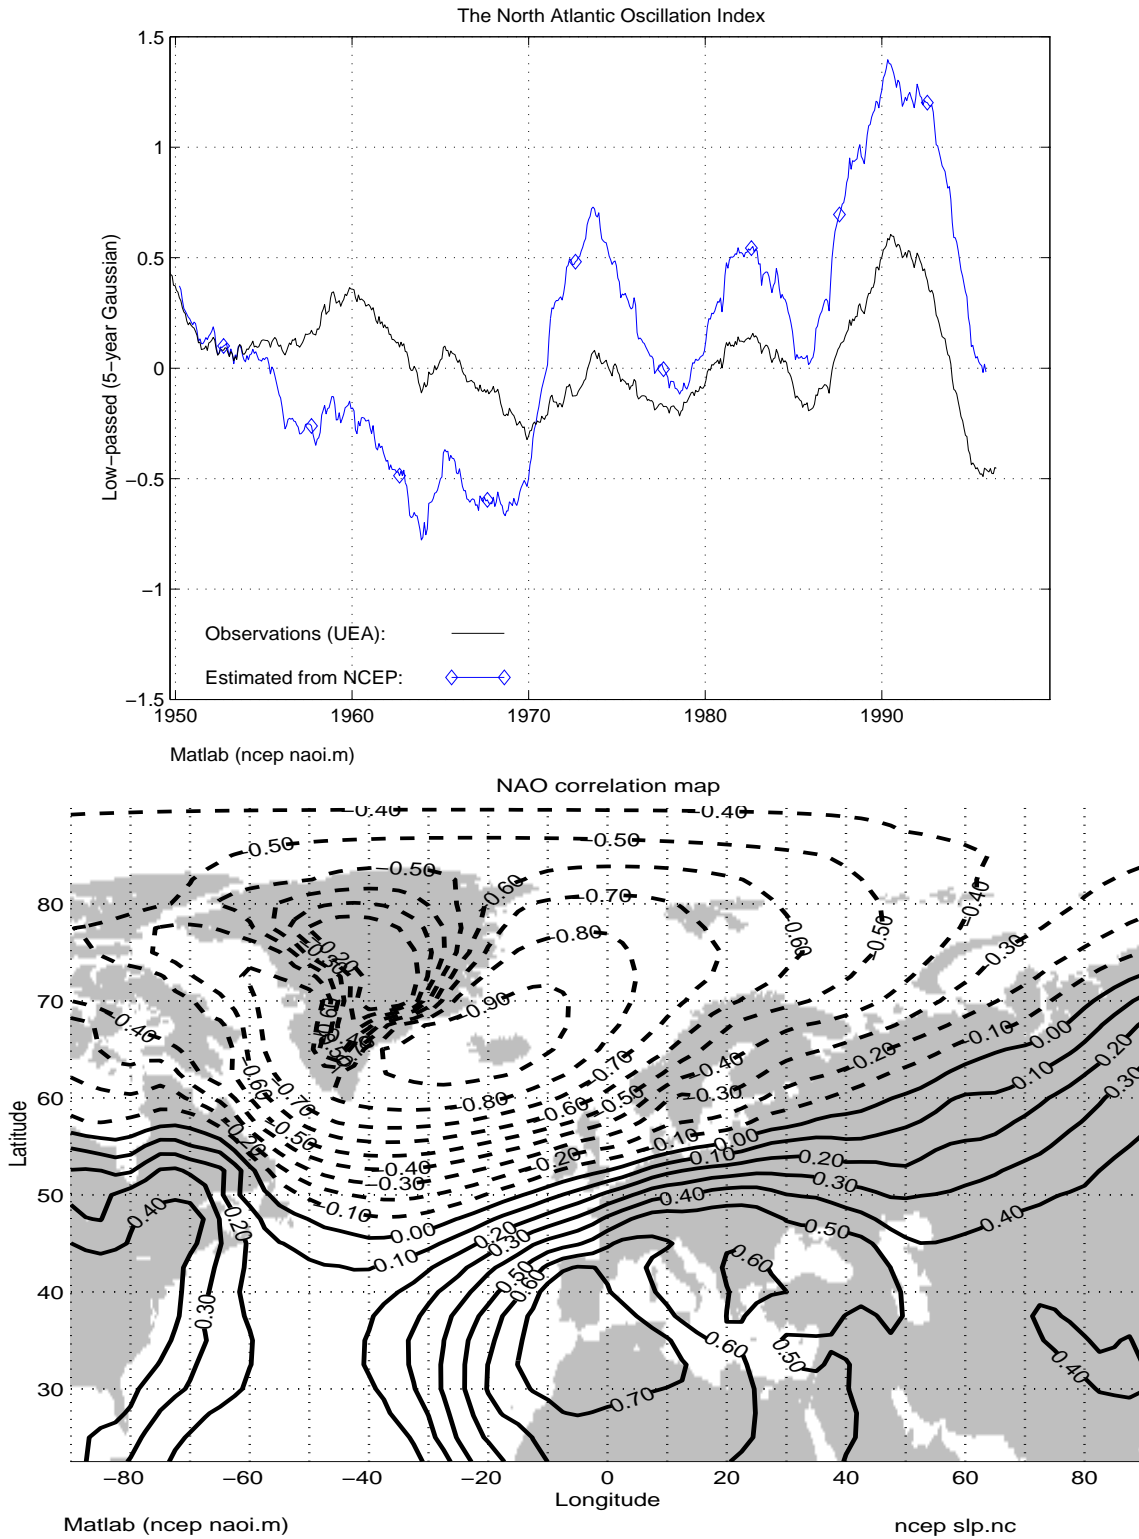 The North Atlantic Oscillation Index
1.5
1
0.5
0
−0.5
−1
−1.5
Low−passed (5−year Gaussian)
Observations (UEA):
Estimated from NCEP:
1950 1960 1970 1980 1990
Matlab (ncep naoi.m)
NAO correlation map
-0.40 -0.40
-0.50 -0.50
-0.50 -0.60 -0.70 -0.40
-0.80 -0.60 -0.50 -0.30
-0.20
-0.30
-0.90
-0.40 -0.70 -0.40 -0.20 -0.10 0.00 0.20
-0.60 -0.70 -0.80 -0.60 -0.50 -0.30 0.10 0.30
-0.20 -0.50 -0.40 -0.20 -0.10 0.00 0.10 0.20
-0.30 -0.10 0.40 0.30
0.40 0.20 0.00 0.20 0.50 0.40
0.10 0.30 0.50 0.60 0.60
0.30 0.60 0.50 0.40
0.70
80
70
60
50
40
30
Latitude
−80 −60 −40 −20 0 20 40 60 80
Longitude
Matlab (ncep naoi.m) ncep slp.nc